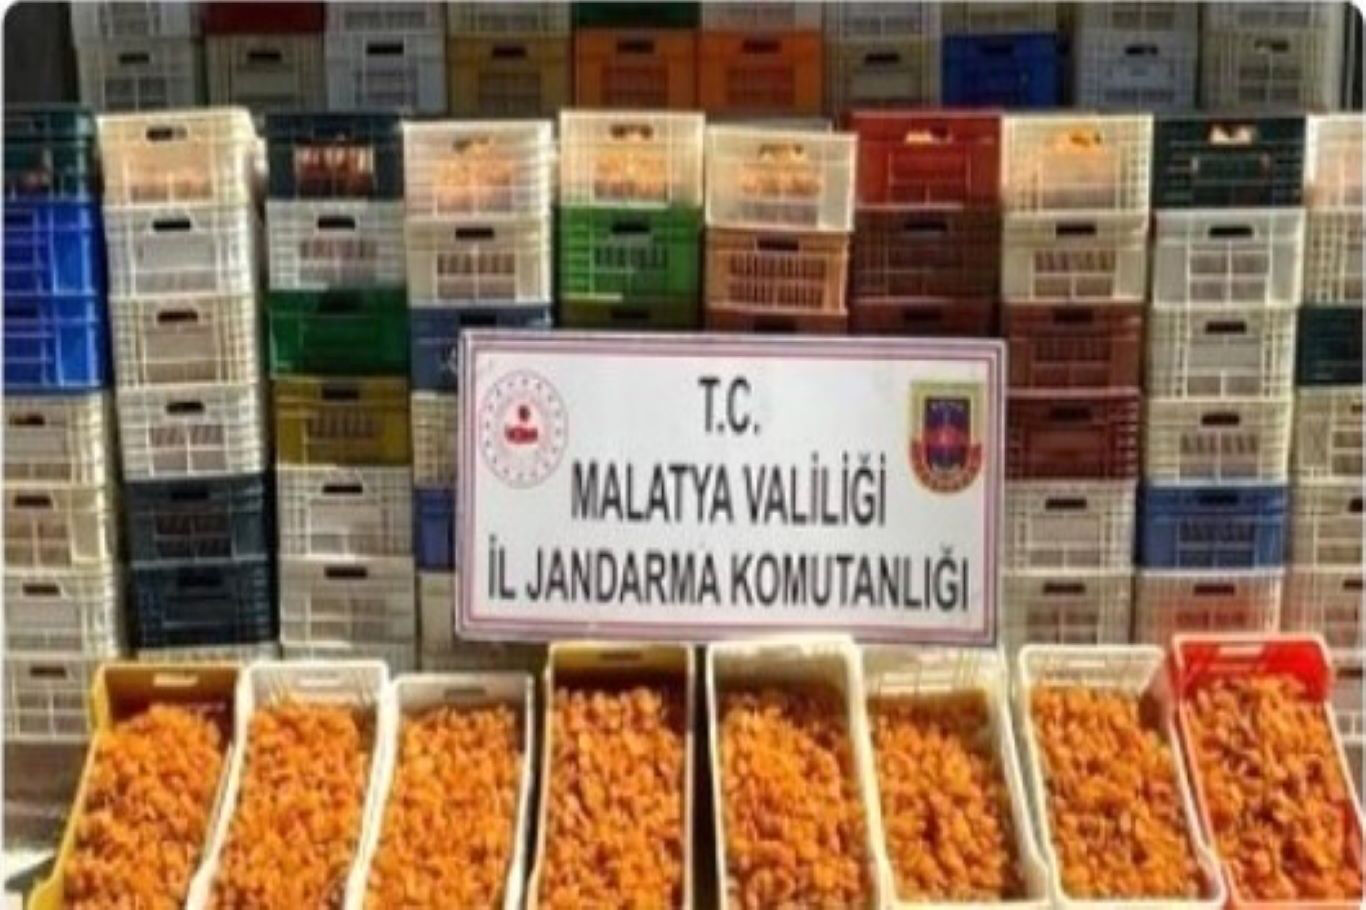 T.C.
MALATYA VALİLİĞİ
İL JANDARMA KOMUTANLIĞI